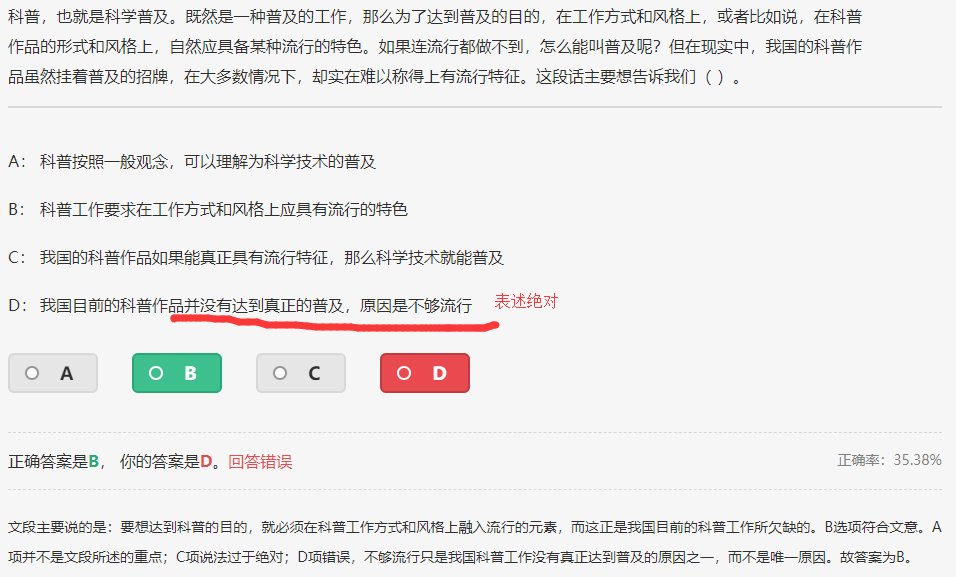 科普，也就是科学普及。既然是一种普及的工作，那么为了达到普及的目的，在工作方式和风格上，或者比如说，在科普
作品的形式和风格上，自然应具备某种流行的特色。如果连流行都做不到，怎么能叫普及呢？但在现实中，我国的科普作
品虽然挂着普及的招牌，在大多数情况下，却实在难以称得上有流行特征。这段话主要想告诉我们（ ）。
A： 科普按照一般观念，可以理解为科学技术的普及
B： 科普工作要求在工作方式和风格上应具有流行的特色
C： 我国的科普作品如果能真正具有流行特征，那么科学技术就能普及
D： 我国目前的科普作品并没有达到真正的普及，原因是不够流行 表述绝对
A B C D
正确答案是B， 你的答案是D。回答错误 正确率：35.38%
文段主要说的是：要想达到科普的目的，就必须在科普工作方式和风格上融入流行的元素，而这正是我国目前的科普工作所欠缺的。B选项符合文意。A
项并不是文段所述的重点；C项说法过于绝对；D项错误，不够流行只是我国科普工作没有真正达到普及的原因之一，而不是唯一原因。故答案为B。